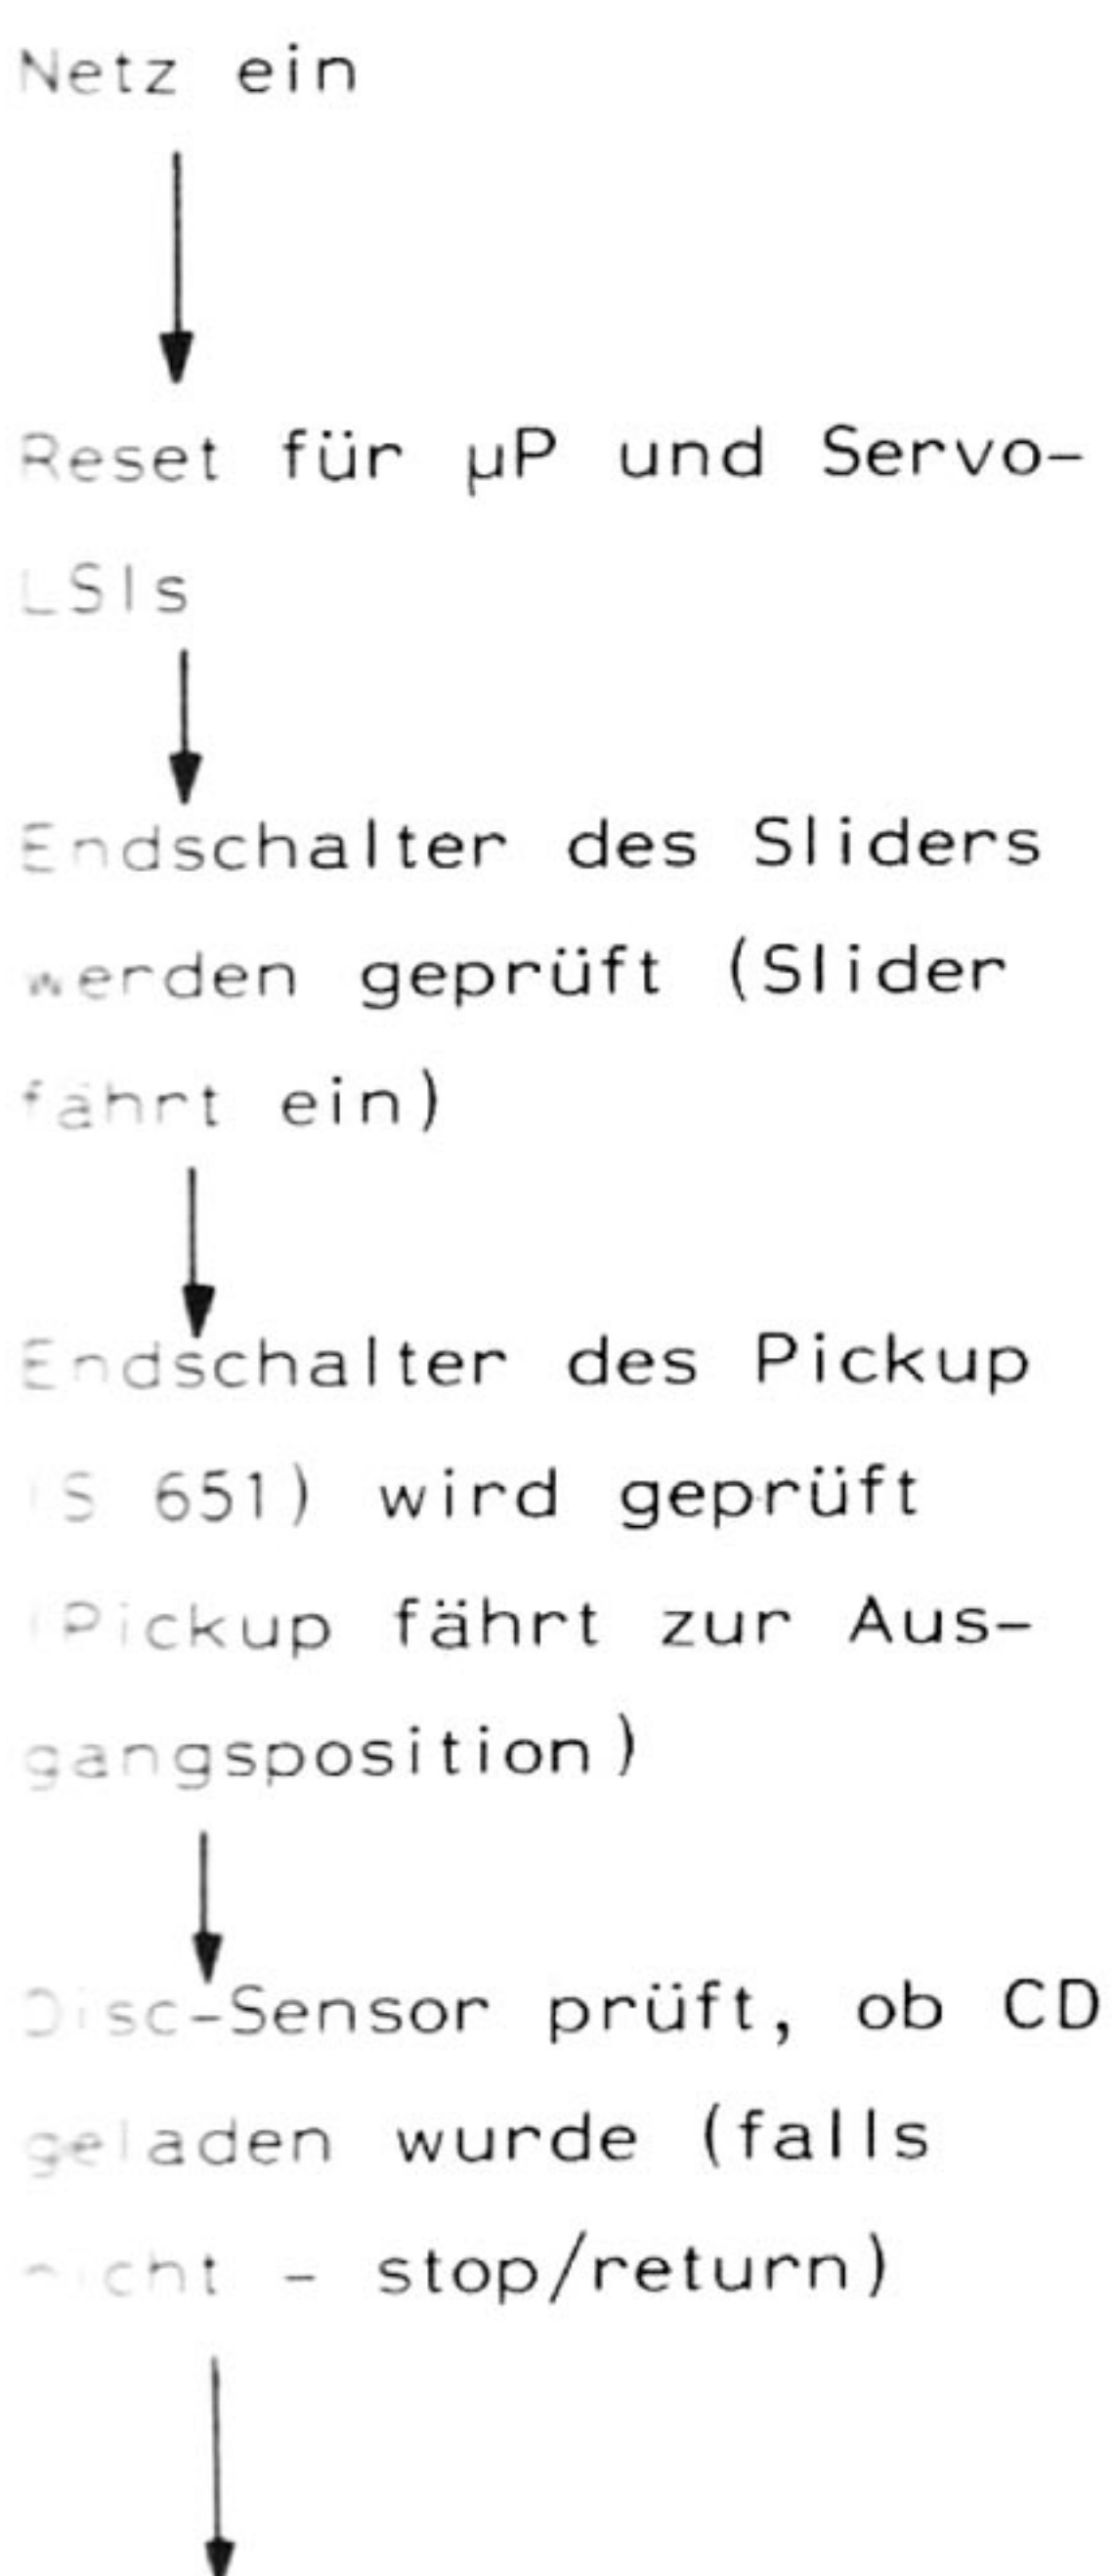 Netz ein
Reset für µP und Servo-
LSIs
Endschalter des Sliders
werden geprüft (Slider
fährt ein)
Endschalter des Pickup
(S 651) wird geprüft
(Pickup fährt zur Aus-
gangsposition)
Disc-Sensor prüft, ob CD
geladen wurde (falls
nicht - stop/return)